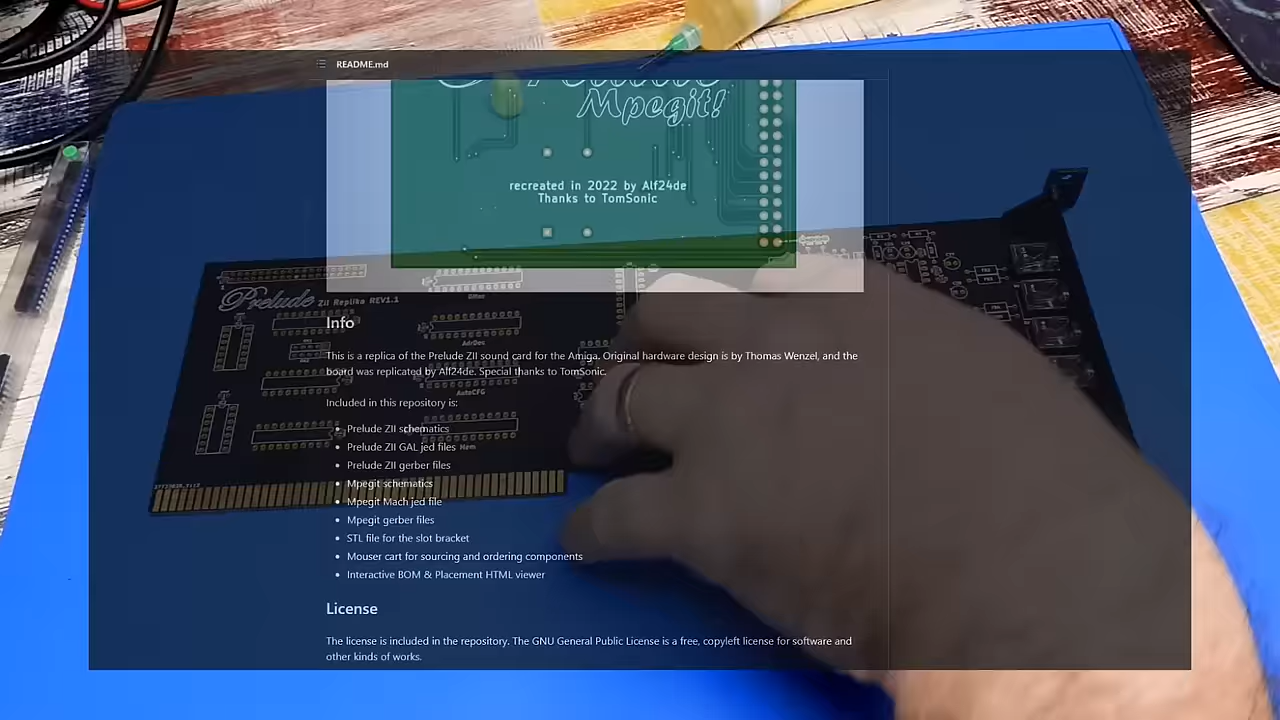 README.md
Mpegit!
recreated in 2022 by Alf24de
Thanks to TomSonic
Prelude ZII Replika REV1.1
AdrDec
AutoCFG
Info
This is a replica of the Prelude ZII sound card for the Amiga. Original hardware design is by Thomas Wenzel, and the
board was replicated by Alf24de. Special thanks to TomSonic.
Included in this repository is:
• Prelude ZII schematics
• Prelude ZII GAL jed files
• Prelude ZII gerber files
• Mpegit schematics
• Mpegit Mach jed file
• Mpegit gerber files
• STL file for the slot bracket
• Mouser cart for sourcing and ordering components
• Interactive BOM & Placement HTML viewer
License
The license is included in the repository. The GNU General Public License is a free, copyleft license for software and
other kinds of works.